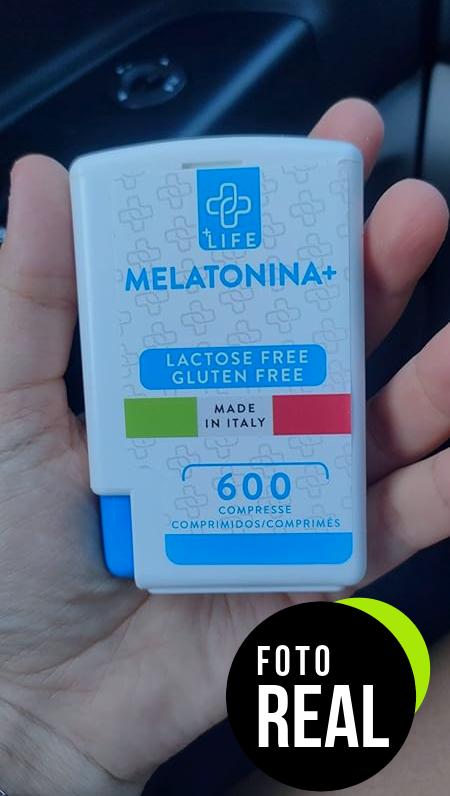 +LIFE
MELATONINA+
LACTOSE FREE
GLUTEN FREE
MADE
IN ITALY
600
COMPRESSE
COMPRIMIDOS/COMPRIMÉS
FOTO
REAL